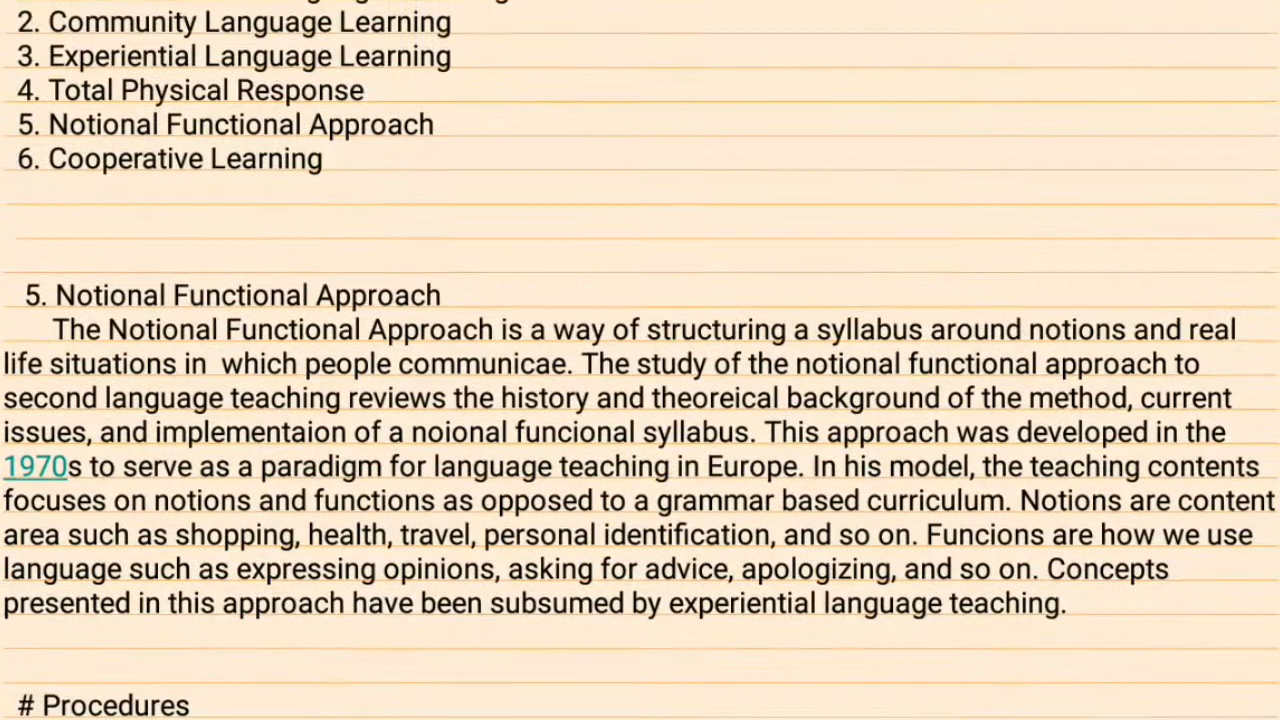 2. Community Language Learning
3. Experiential Language Learning
4. Total Physical Response
5. Notional Functional Approach
6. Cooperative Learning
5. Notional Functional Approach
The Notional Functional Approach is a way of structuring a syllabus around notions and real
life situations in  which people communicae. The study of the notional functional approach to
second language teaching reviews the history and theoreical background of the method, current
issues, and implementaion of a noional funcional syllabus. This approach was developed in the
1970s to serve as a paradigm for language teaching in Europe. In his model, the teaching contents
focuses on notions and functions as opposed to a grammar based curriculum. Notions are content
area such as shopping, health, travel, personal identification, and so on. Funcions are how we use
language such as expressing opinions, asking for advice, apologizing, and so on. Concepts
presented in this approach have been subsumed by experiential language teaching.
# Procedures